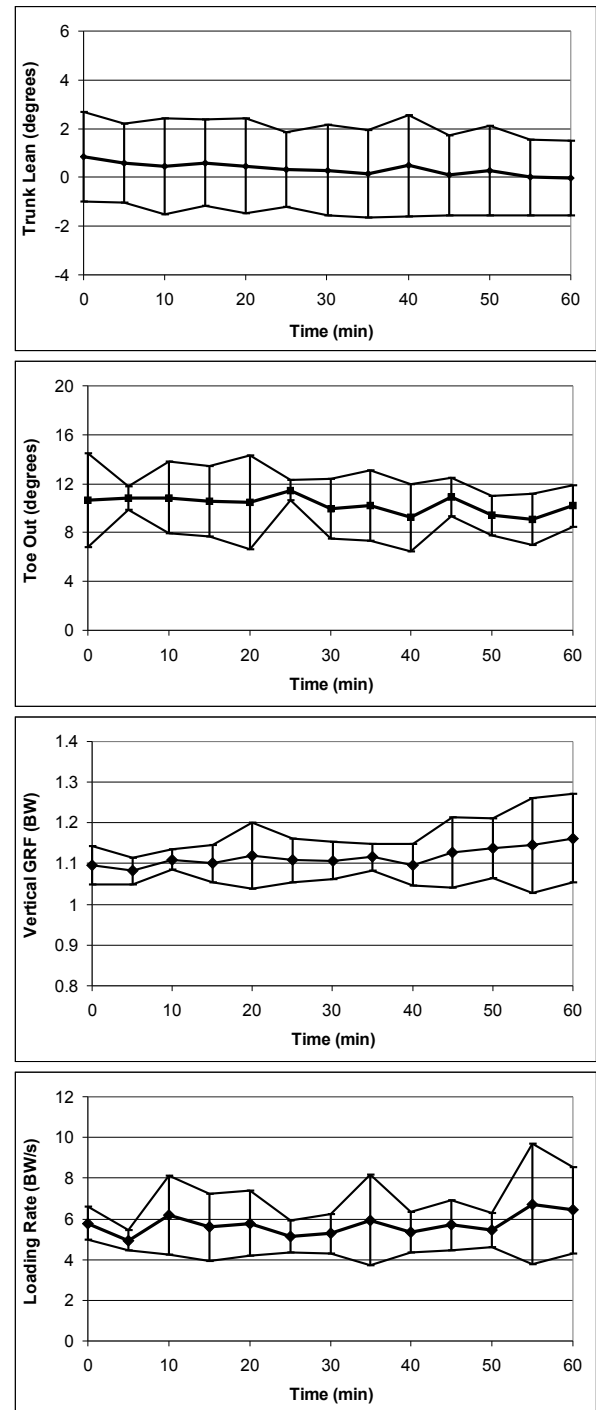 6
4
2
0
-2
-4
Trunk Lean (degrees)
0 10 20 30 40 50 60
Time (min)
20
16
12
8
4
0
Toe Out (degrees)
0 10 20 30 40 50 60
Time (min)
1.4
1.3
1.2
1.1
1
0.9
0.8
Vertical GRF (BW)
0 10 20 30 40 50 60
Time (min)
12
10
8
6
4
2
0
Loading Rate (BW/s)
0 10 20 30 40 50 60
Time (min)